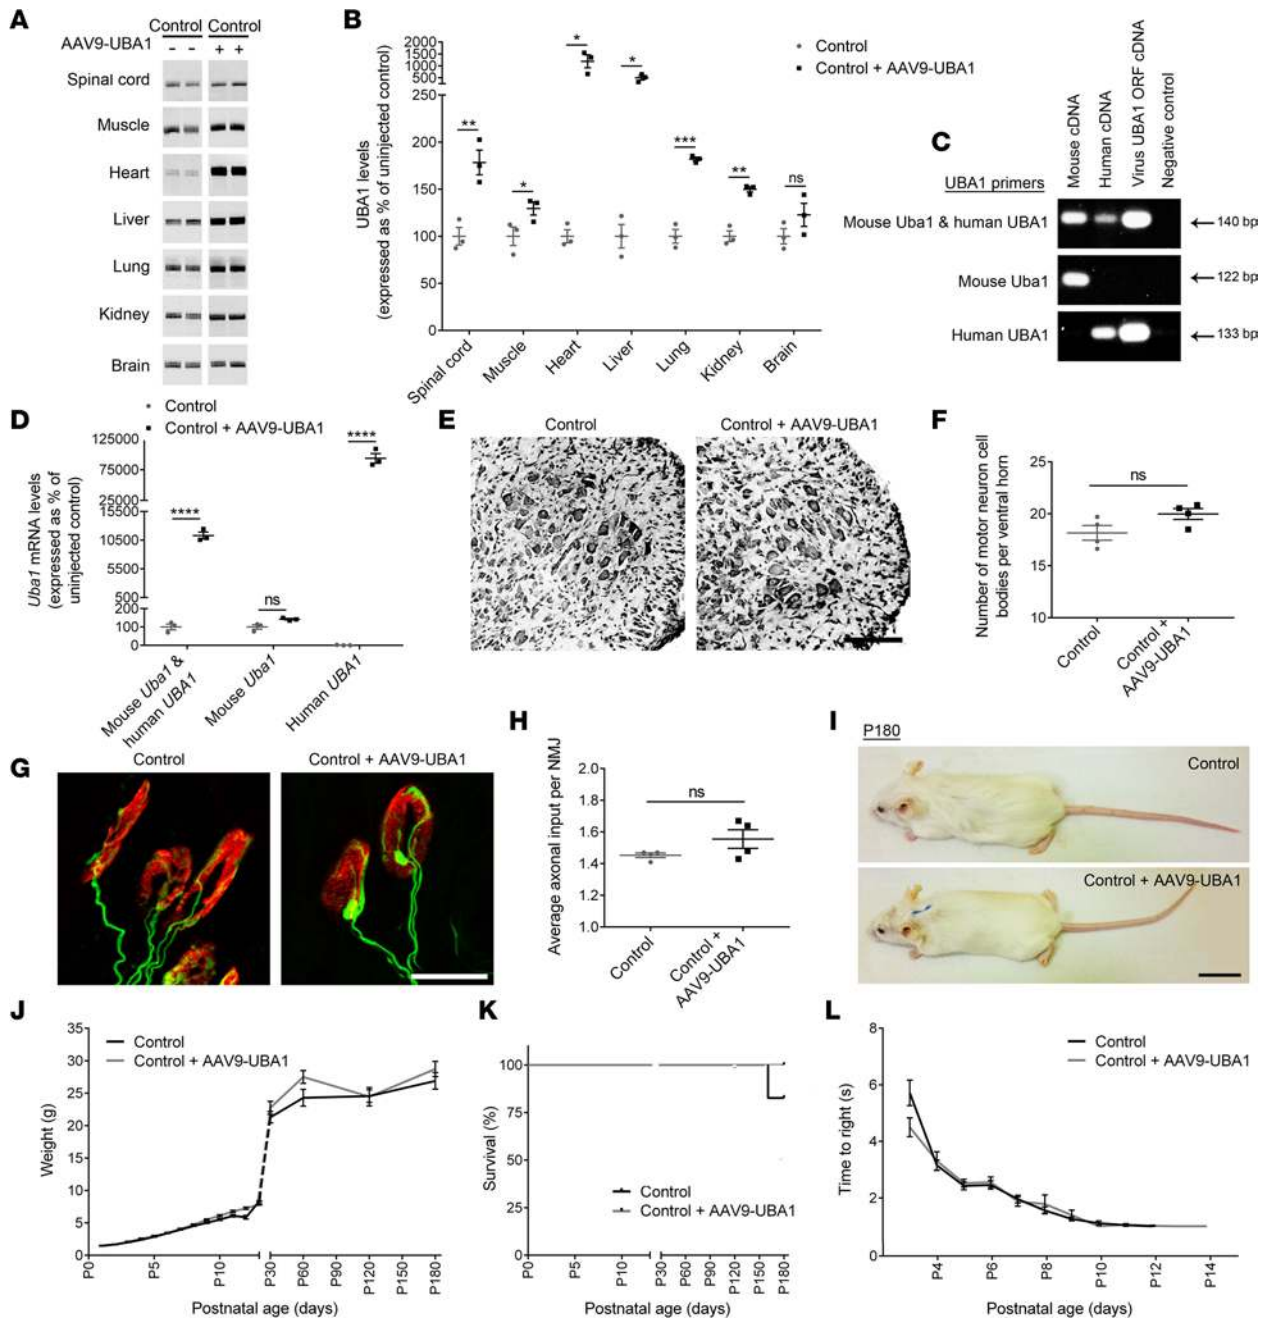 A
Control Control
AAV9-UBA1 - - + +
Spinal cord
Muscle
Heart
Liver
Lung
Kidney
Brain
B
UBA1 levels
(expressed as % of uninjected control)
2000
1500
1000
500
250
200
150
100
50
0
** * * * *** ** ns
Spinal cord Muscle Heart Liver Lung Kidney Brain
Control
Control + AAV9-UBA1
C
Mouse cDNA
Human cDNA
Virus UBA1 ORF cDNA
Negative control
UBA1 primers
Mouse Uba1 & human UBA1 140 bp
Mouse Uba1 122 bp
Human UBA1 133 bp
D
Control
Control + AAV9-UBA1
Uba1 mRNA levels
(expressed as % of
uninjected control)
125000
75000
25000
15500
10500
5500
500
200
100
0
**** ns ****
Mouse Uba1 &
human UBA1
Mouse Uba1
Human UBA1
E
Control Control + AAV9-UBA1
F
Number of motor neuron cell
bodies per ventral horn
25
20
15
10
ns
Control
Control +
AAV9-UBA1
G
Control Control + AAV9-UBA1
H
Average axonal input per NMJ
2.0
1.8
1.6
1.4
1.2
1.0
ns
Control
Control +
AAV9-UBA1
I
P180
Control
Control + AAV9-UBA1
J
Control
Control + AAV9-UBA1
Weight (g)
35
30
25
20
15
10
5
0
P0 P5 P10 P30 P60 P90 P120 P150 P180
Postnatal age (days)
K
Survival (%)
100
75
50
25
0
Control
Control + AAV9-UBA1
P0 P5 P10 P30 P60 P90 P120 P150 P180
Postnatal age (days)
L
Time to right (s)
8
6
4
2
0
Control
Control + AAV9-UBA1
P4 P6 P8 P10 P12 P14
Postnatal age (days)